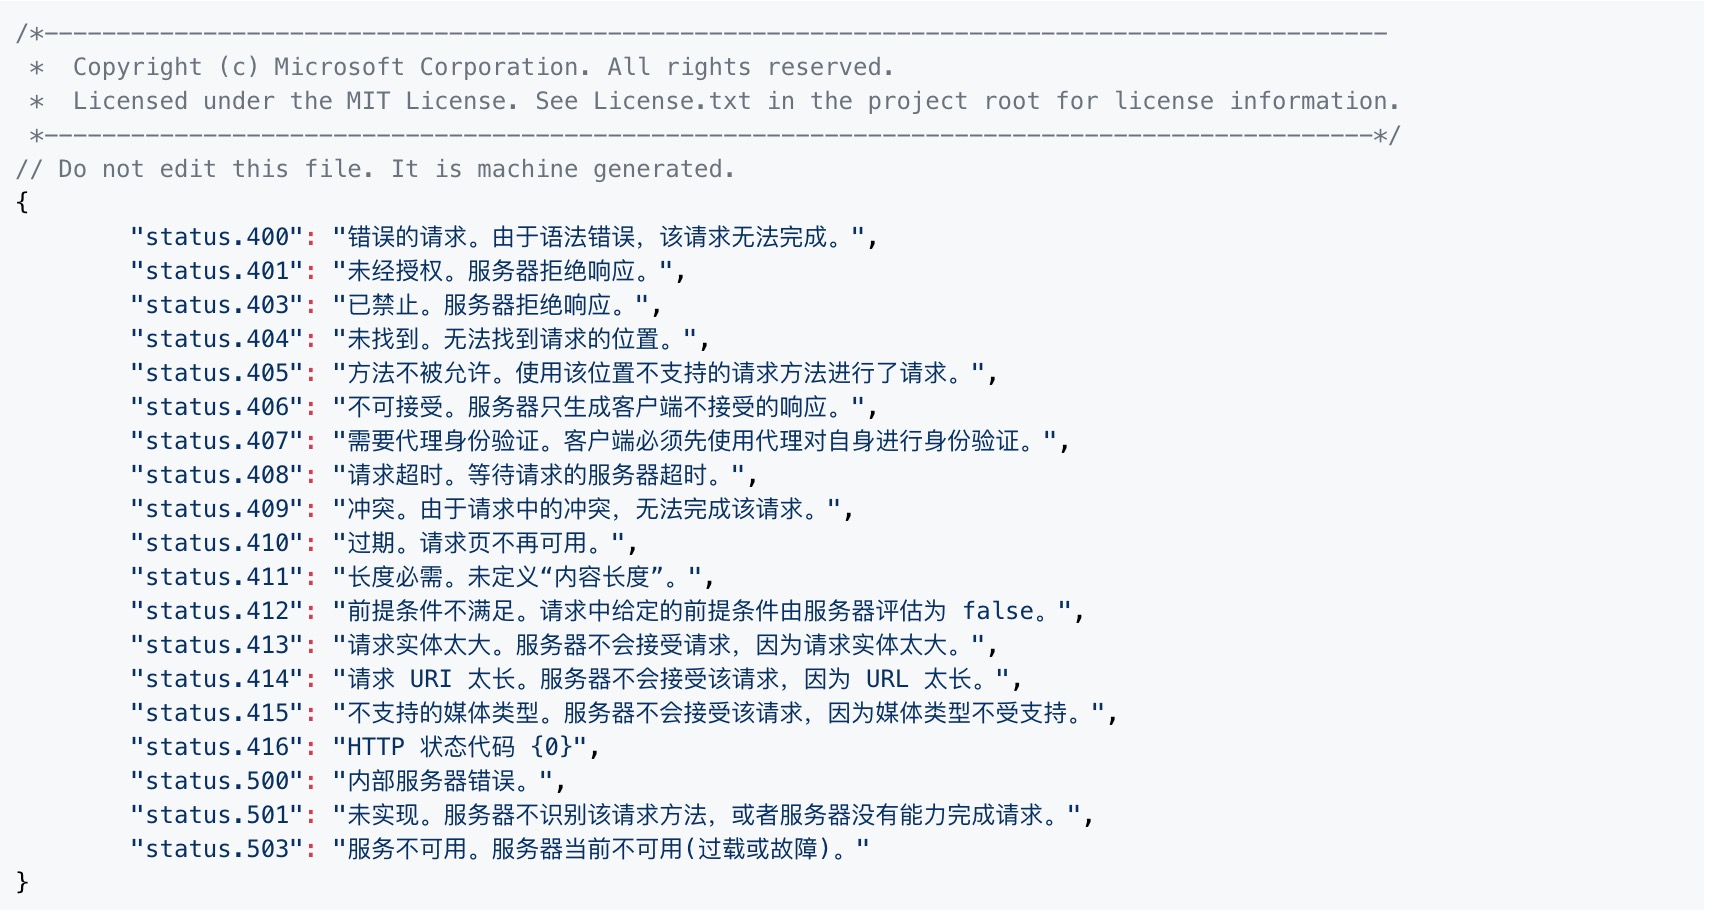 /*---------------------------------------------------------------------------------------------
 *  Copyright (c) Microsoft Corporation. All rights reserved.
 *  Licensed under the MIT License. See License.txt in the project root for license information.
 *--------------------------------------------------------------------------------------------*/
// Do not edit this file. It is machine generated.
{
	"status.400": "错误的请求。由于语法错误，该请求无法完成。",
	"status.401": "未经授权。服务器拒绝响应。",
	"status.403": "已禁止。服务器拒绝响应。",
	"status.404": "未找到。无法找到请求的位置。",
	"status.405": "方法不被允许。使用该位置不支持的请求方法进行了请求。",
	"status.406": "不可接受。服务器只生成客户端不接受的响应。",
	"status.407": "需要代理身份验证。客户端必须先使用代理对自身进行身份验证。",
	"status.408": "请求超时。等待请求的服务器超时。",
	"status.409": "冲突。由于请求中的冲突，无法完成该请求。",
	"status.410": "过期。请求页不再可用。",
	"status.411": "长度必需。未定义“内容长度”。",
	"status.412": "前提条件不满足。请求中给定的前提条件由服务器评估为 false。",
	"status.413": "请求实体太大。服务器不会接受请求，因为请求实体太大。",
	"status.414": "请求 URI 太长。服务器不会接受该请求，因为 URL 太长。",
	"status.415": "不支持的媒体类型。服务器不会接受该请求，因为媒体类型不受支持。",
	"status.416": "HTTP 状态代码 {0}",
	"status.500": "内部服务器错误。",
	"status.501": "未实现。服务器不识别该请求方法，或者服务器没有能力完成请求。",
	"status.503": "服务不可用。服务器当前不可用(过载或故障)。"
}